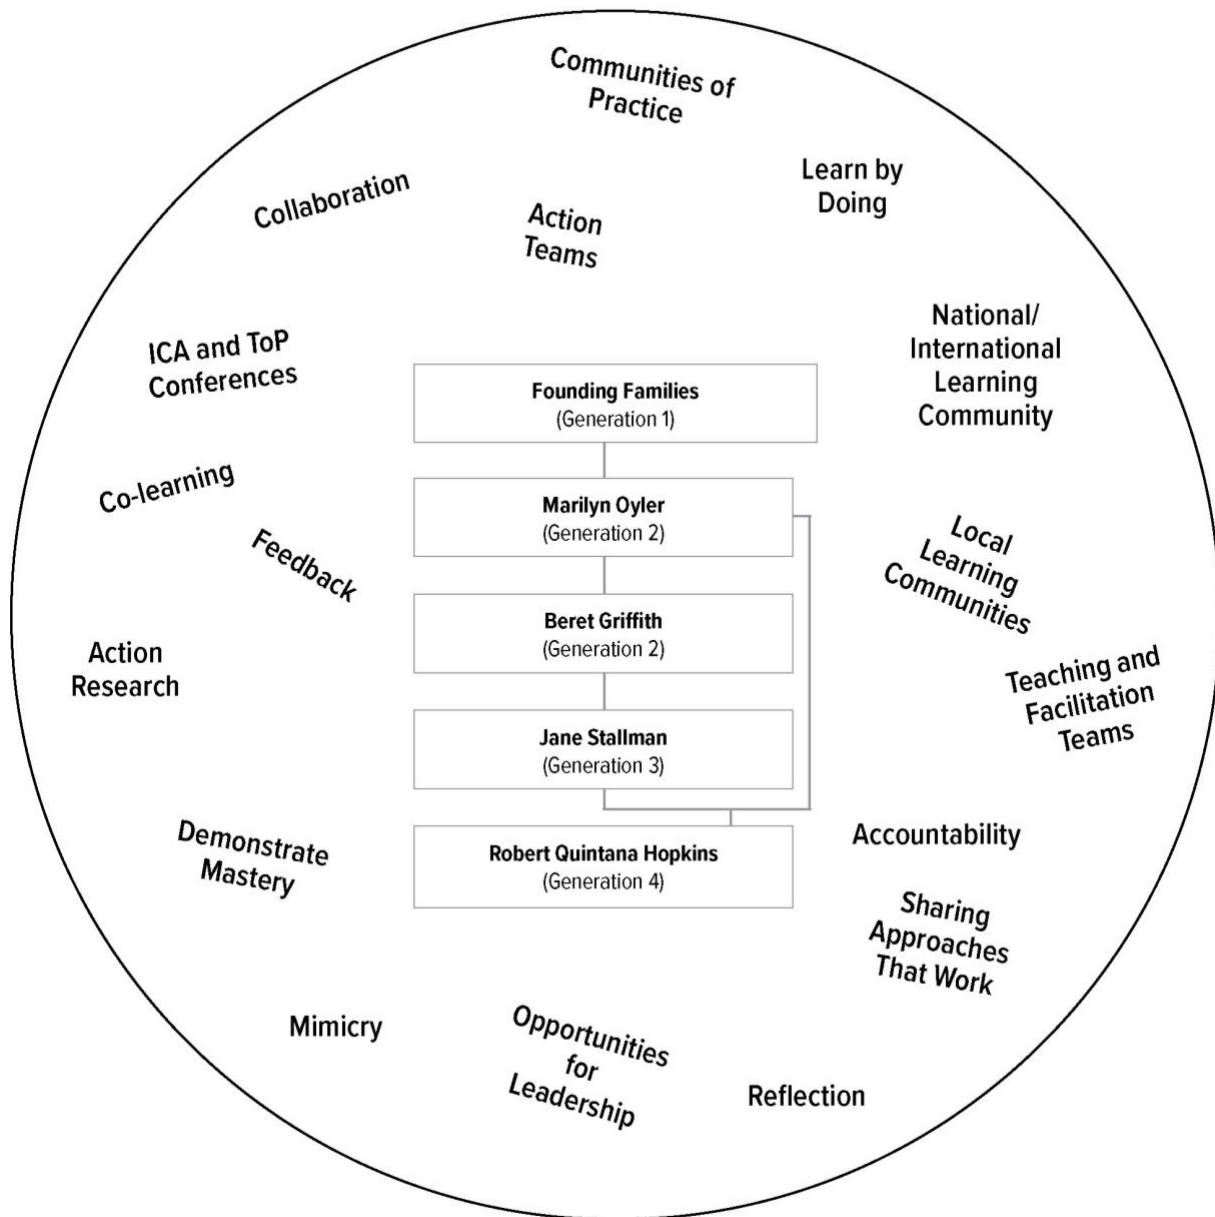 Communities of
Practice
Learn by
Doing
Collaboration
Action
Teams
National/
International
Learning
Community
ICA and ToP
Conferences
Founding Families
(Generation 1)
Co-learning
Marilyn Oyler
(Generation 2)
Feedback
Local
Learning
Communities
Beret Griffith
(Generation 2)
Action
Research
Teaching and
Facilitation
Teams
Jane Stallman
(Generation 3)
Demonstrate
Mastery
Robert Quintana Hopkins
(Generation 4)
Accountability
Sharing
Approaches
That Work
Mimicry
Opportunities
for
Leadership
Reflection